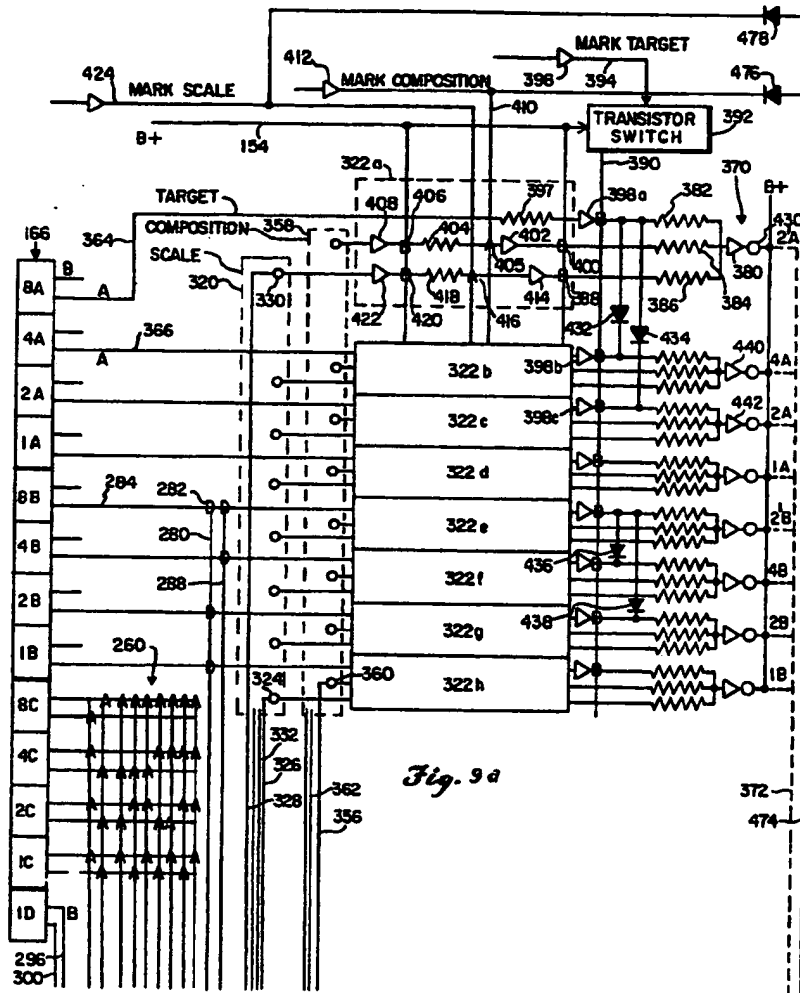 478
412
MARK TARGET
398
394
424
MARK SCALE
MARK COMPOSITION
476
410
B+
154
TRANSISTOR
SWITCH
392
322a
390
370
B+
TARGET
397
398a
382
408
406
404
402
430
2A
166
364
COMPOSITION
358
405
400
380
384
SCALE
B
320
8A
A
330
422
418
420
416
414
388
386
432
434
366
4A
A
322b
398b
440
4A
2A
322c
398c
442
2A
1A
322d
1A
284
282
8B
322e
2B
280
4B
436
322f
4B
288
2B
438
322g
2B
1B
260
324
360
322h
1B
8C
332
326
4C
362
328
356
Fig. 9a
372
2C
474
1C
1D
B
296
300